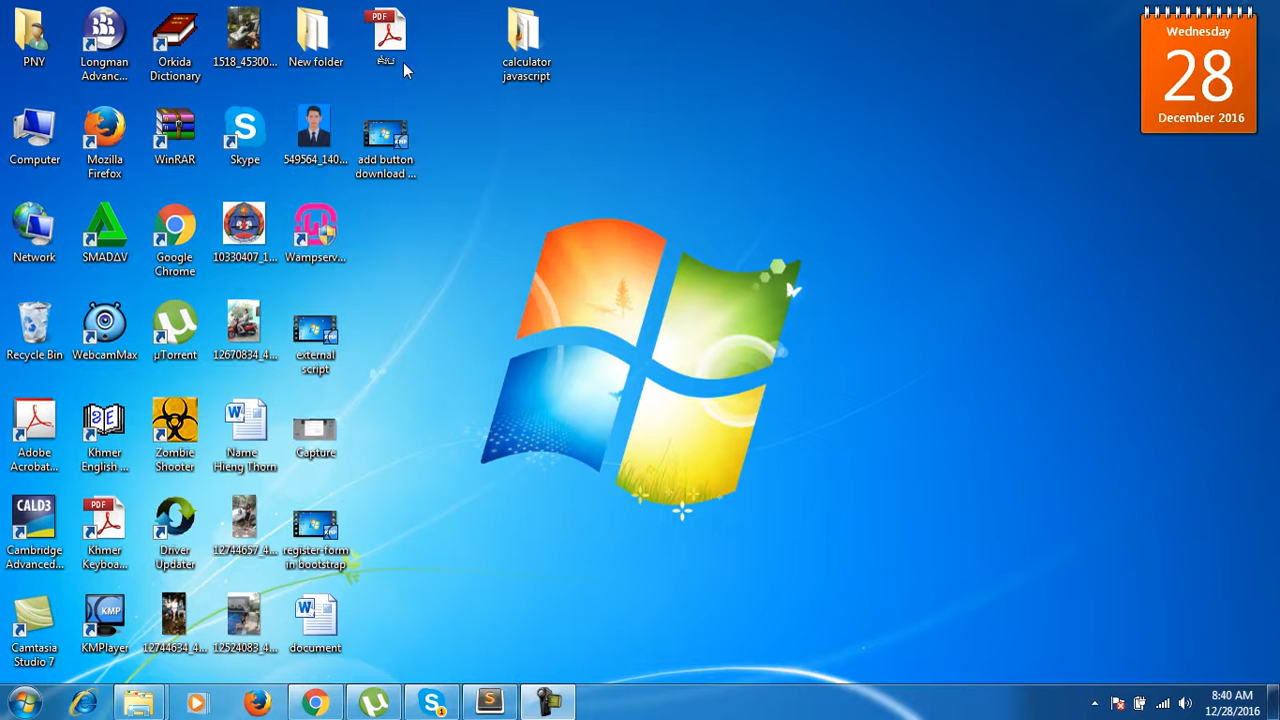 PNY
Longman
Advanc...
Orkida
Dictionary
1518_45300...
New folder
PDF
calculator
javascript
Wednesday
28
December 2016
Computer
Mozilla
Firefox
WinRAR
Skype
549564_140...
add button
download ...
Network
SMADΔV
Google
Chrome
10330407_1...
Wampserv...
Recycle Bin
WebcamMax
µTorrent
12670834_4...
external
script
Adobe
Acrobat...
Khmer
English ...
Zombie
Shooter
Name
Hieng Thorn
Capture
CALD3
Cambridge
Advanced...
PDF
Khmer
Keyboa...
Driver
Updater
12744657_4...
register-form
in bootstrap
Camtasia
Studio 7
KMP
KMPlayer
12744634_4...
12524083_4...
document
8:40 AM
12/28/2016